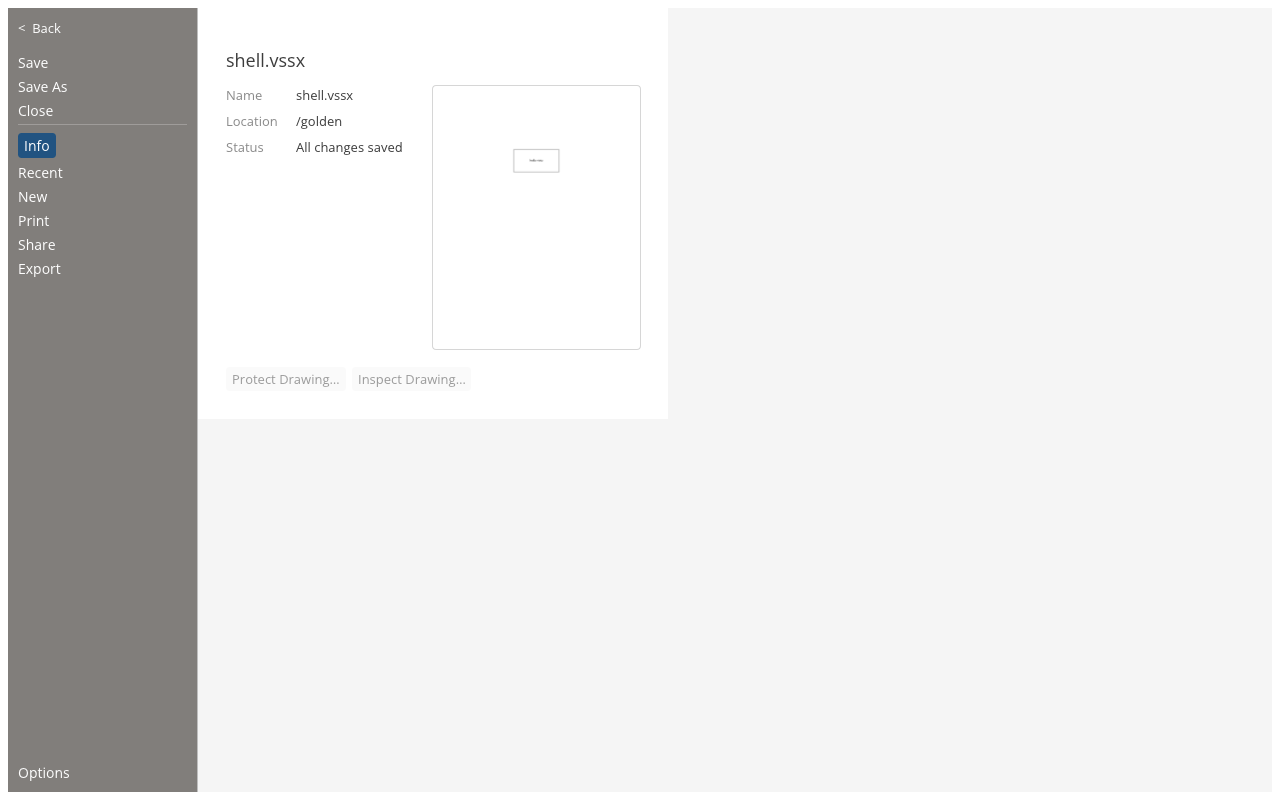 < Back
Save
Save As
Close
Info
Recent
New
Print
Share
Export
Options
shell.vssx
Name shell.vssx
Location /golden
Status All changes saved
Protect Drawing... Inspect Drawing...